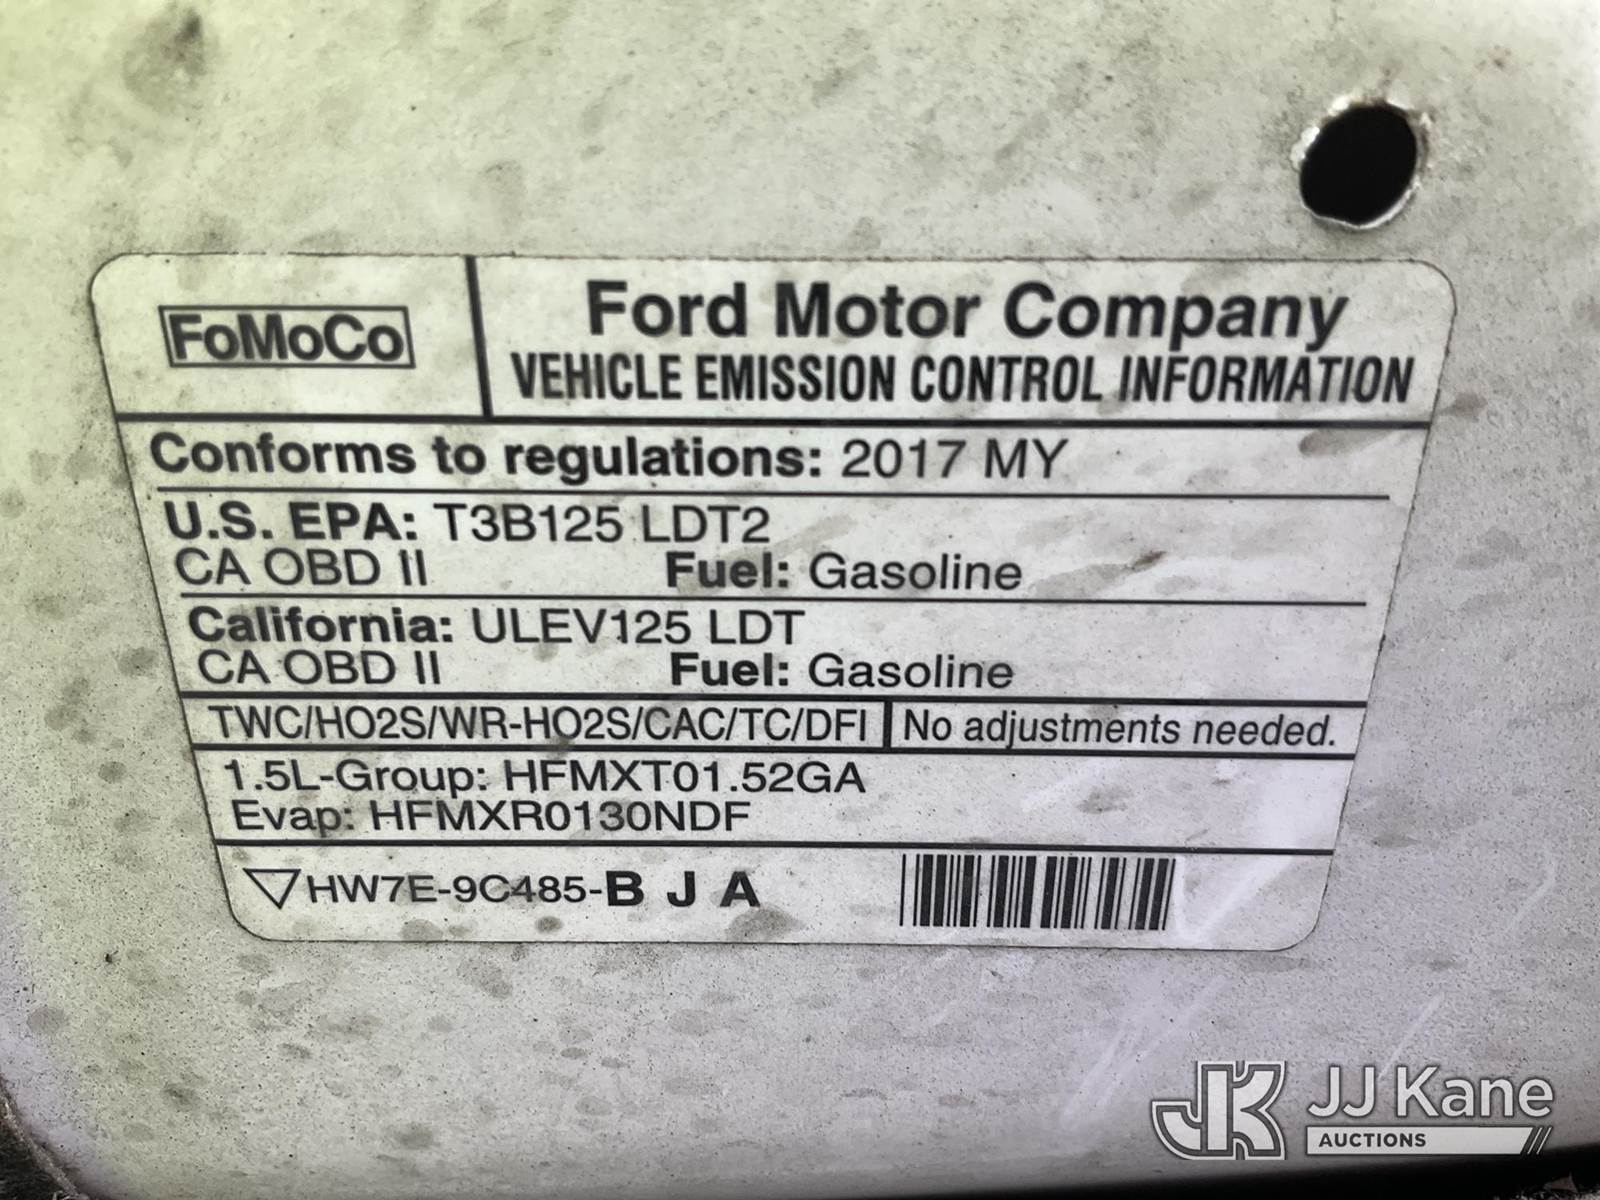 FoMoCo
Ford Motor Company
VEHICLE EMISSION CONTROL INFORMATION
Conforms to regulations: 2017 MY
U.S. EPA: T3B125 LDT2
CA OBD II Fuel: Gasoline
California: ULEV125 LDT
CA OBD II Fuel: Gasoline
TWC/HO2S/WR-HO2S/CAC/TC/DFI No adjustments needed.
1.5L-Group: HFMXT01.52GA
Evap: HFMXR0130NDF
HW7E-9C485-B J A
JK JJ Kane
AUCTIONS